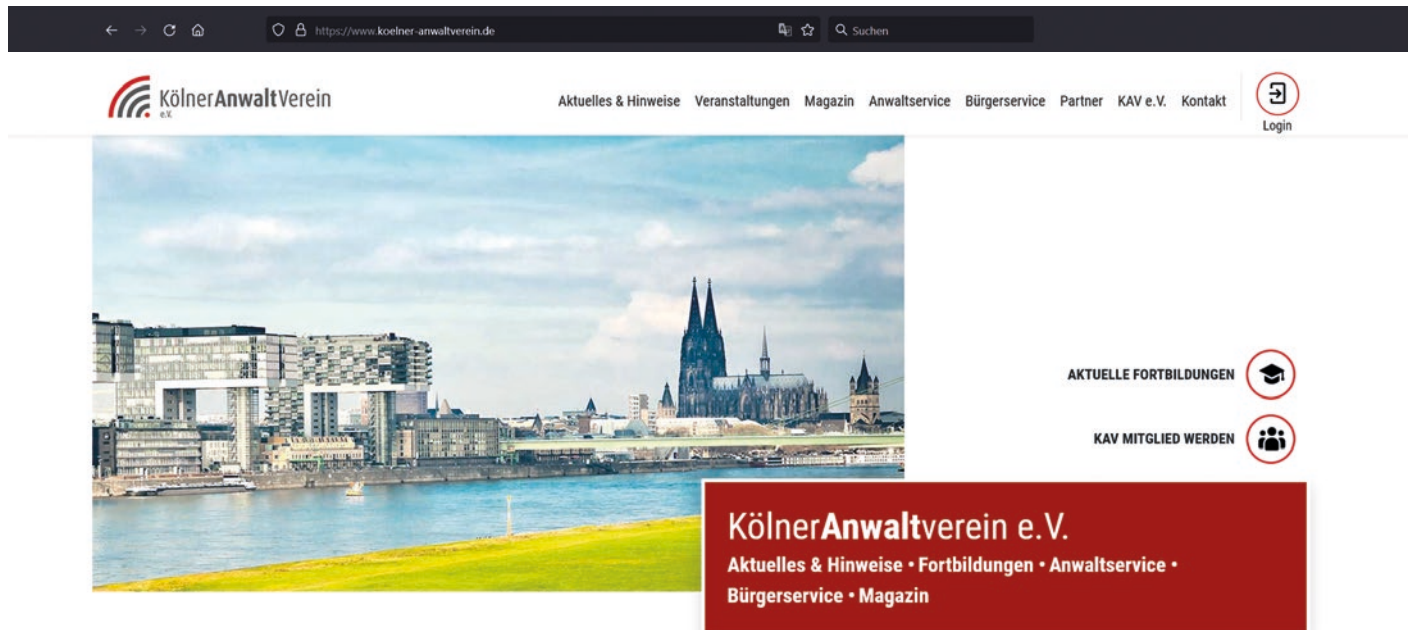 https://www.koelner-anwaltverein.de
Suchen
KölnerAnwaltVerein
e.V.
Aktuelles & Hinweise Veranstaltungen Magazin Anwaltservice Bürgerservice Partner KAV e.V. Kontakt
Login
AKTUELLE FORTBILDUNGEN
KAV MITGLIED WERDEN
KölnerAnwaltverein e.V.
Aktuelles & Hinweise • Fortbildungen • Anwaltservice •
Bürgerservice • Magazin